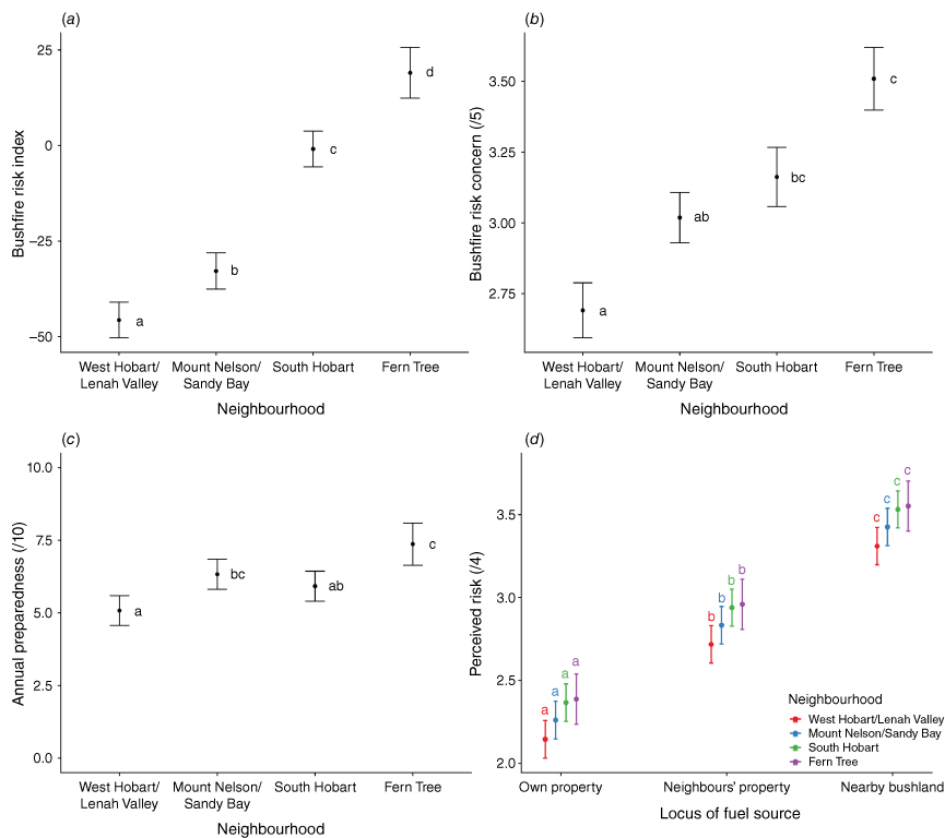 (a)
25
0
−25
−50
Bushfire risk index
a
b
c
d
West Hobart/ Mount Nelson/ South Hobart Fern Tree
Lenah Valley Sandy Bay
Neighbourhood
(b)
3.50
3.25
3.00
2.75
Bushfire risk concern (/5)
a
ab
bc
c
West Hobart/ Mount Nelson/ South Hobart Fern Tree
Lenah Valley Sandy Bay
Neighbourhood
(c)
10.0
7.5
5.0
2.5
0.0
Annual preparedness (/10)
a
bc
ab
c
West Hobart/ Mount Nelson/ South Hobart Fern Tree
Lenah Valley Sandy Bay
Neighbourhood
(d)
3.5
3.0
2.5
2.0
Perceived risk (/4)
a a a a
b b b b
c c c c
Neighbourhood
West Hobart/Lenah Valley
Mount Nelson/Sandy Bay
South Hobart
Fern Tree
Own property Neighbours' property Nearby bushland
Locus of fuel source